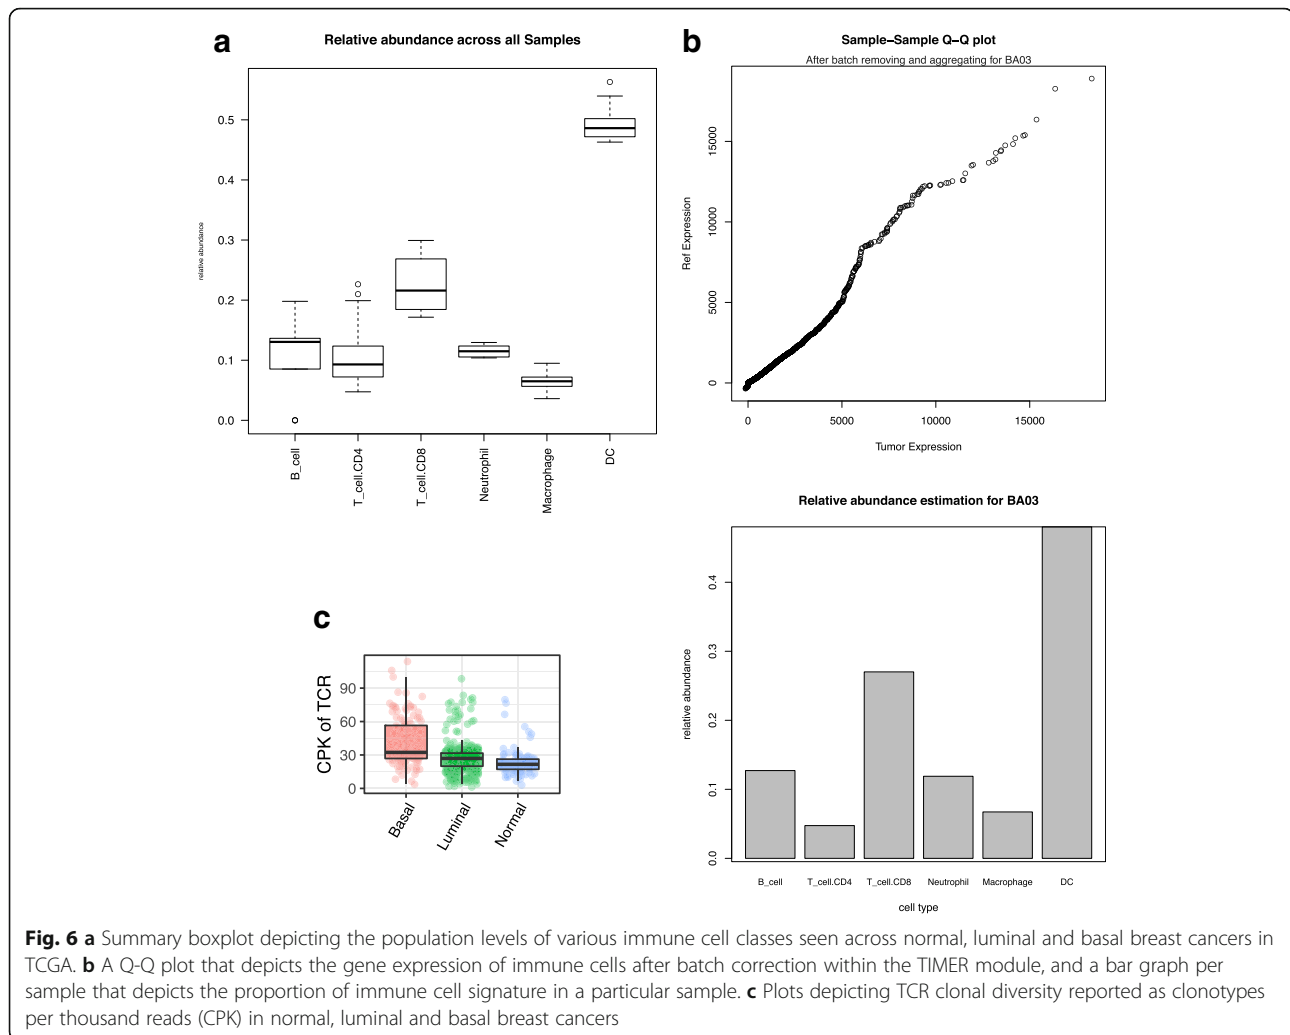 a
Relative abundance across all Samples
relative abundance
0.5
0.4
0.3
0.2
0.1
0.0
B_cell
T_cell.CD4
T_cell.CD8
Neutrophil
Macrophage
DC
b
Sample–Sample Q–Q plot
After batch removing and aggregating for BA03
Ref Expression
15000
10000
5000
0
0 5000 10000 15000
Tumor Expression
Relative abundance estimation for BA03
relative abundance
0.4
0.3
0.2
0.1
0.0
B_cell T_cell.CD4 T_cell.CD8 Neutrophil Macrophage DC
cell type
c
CPK of TCR
90
60
30
0
Basal
Luminal
Normal
Fig. 6 a Summary boxplot depicting the population levels of various immune cell classes seen across normal, luminal and basal breast cancers in
TCGA. b A Q-Q plot that depicts the gene expression of immune cells after batch correction within the TIMER module, and a bar graph per
sample that depicts the proportion of immune cell signature in a particular sample. c Plots depicting TCR clonal diversity reported as clonotypes
per thousand reads (CPK) in normal, luminal and basal breast cancers